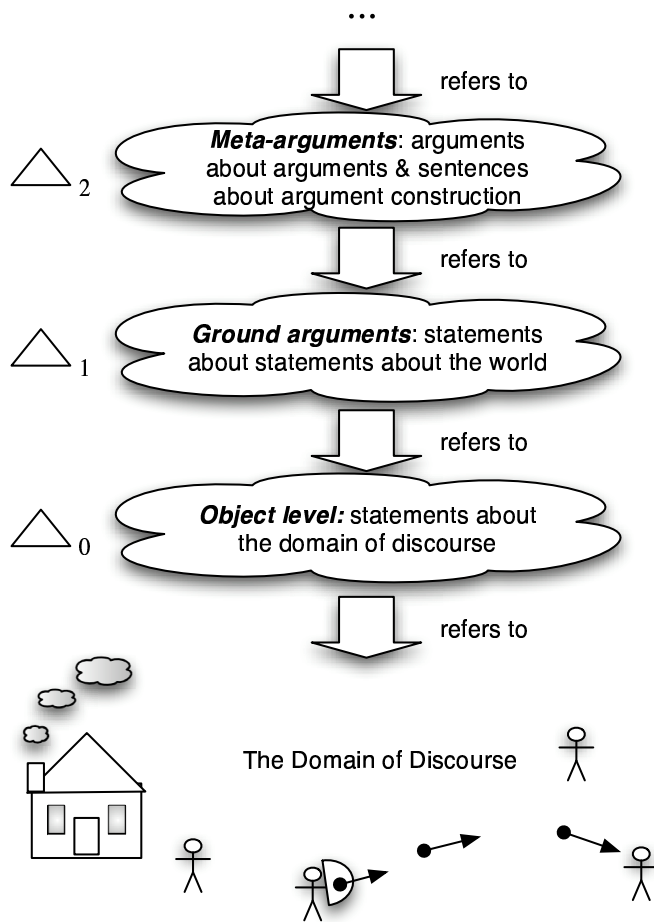 ...
refers to
Meta-arguments: arguments
about arguments & sentences
about argument construction
2
refers to
Ground arguments: statements
about statements about the world
1
refers to
Object level: statements about
the domain of discourse
0
refers to
The Domain of Discourse